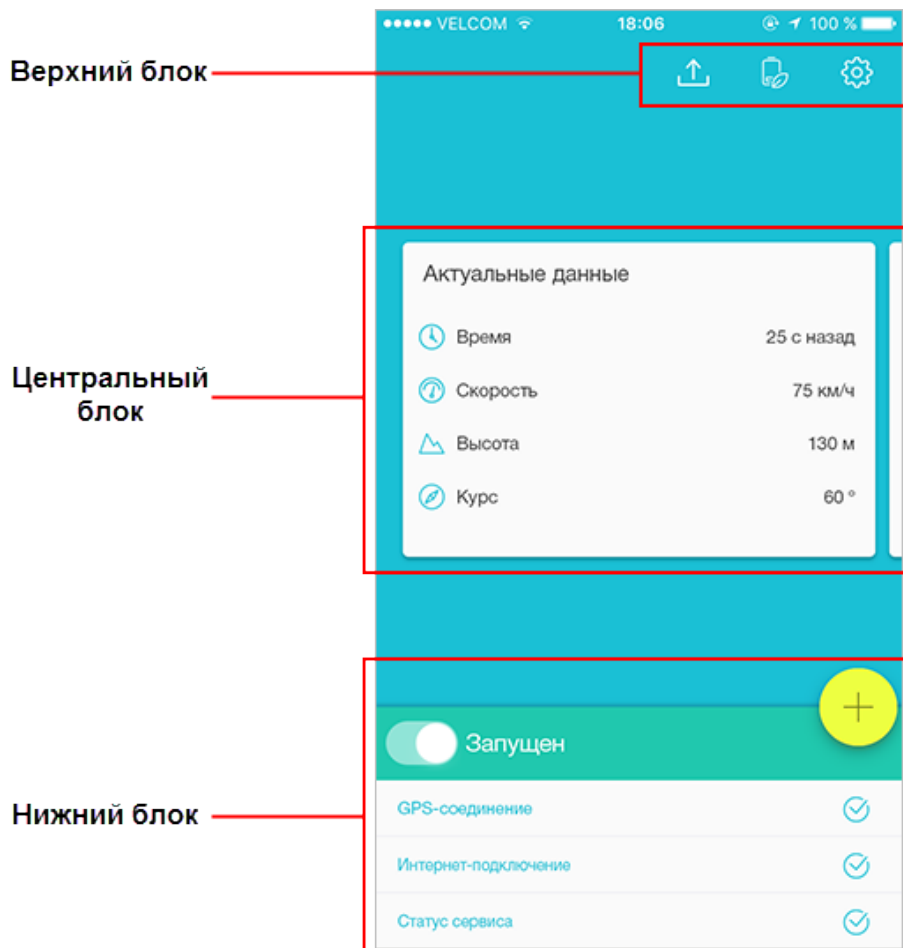 ●●●●● VELCOM 18:06 100 %
Верхний блок
Актуальные данные
Время 25 с назад
Скорость 75 км/ч
Высота 130 м
Курс 60 °
Центральный
блок
Запущен
GPS-соединение
Интернет-подключение
Статус сервиса
Нижний блок